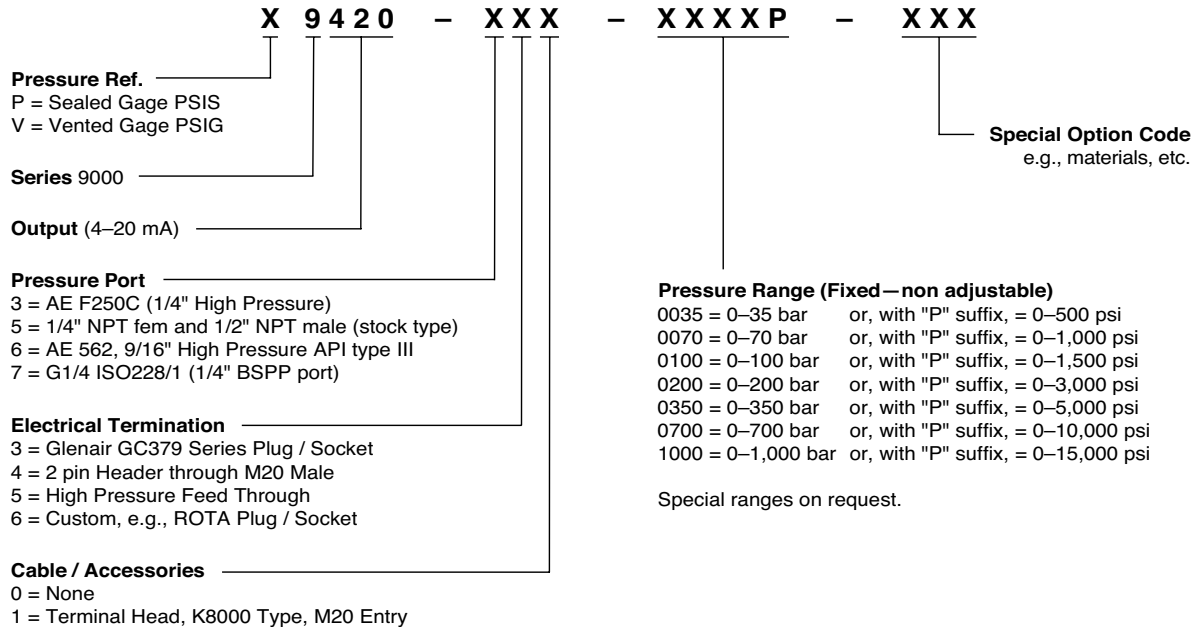 X 9420 – XXX – XXXXP – XXX
Pressure Ref.
P = Sealed Gage PSIS
V = Vented Gage PSIG
Special Option Code
e.g., materials, etc.
Series 9000
Output (4–20 mA)
Pressure Port
3 = AE F250C (1/4" High Pressure)
5 = 1/4" NPT fem and 1/2" NPT male (stock type)
6 = AE 562, 9/16" High Pressure API type III
7 = G1/4 ISO228/1 (1/4" BSPP port)
Electrical Termination
3 = Glenair GC379 Series Plug / Socket
4 = 2 pin Header through M20 Male
5 = High Pressure Feed Through
6 = Custom, e.g., ROTA Plug / Socket
Cable / Accessories
0 = None
1 = Terminal Head, K8000 Type, M20 Entry
Pressure Range (Fixed—non adjustable)
0035 = 0–35 bar or, with "P" suffix, = 0–500 psi
0070 = 0–70 bar or, with "P" suffix, = 0–1,000 psi
0100 = 0–100 bar or, with "P" suffix, = 0–1,500 psi
0200 = 0–200 bar or, with "P" suffix, = 0–3,000 psi
0350 = 0–350 bar or, with "P" suffix, = 0–5,000 psi
0700 = 0–700 bar or, with "P" suffix, = 0–10,000 psi
1000 = 0–1,000 bar or, with "P" suffix, = 0–15,000 psi
Special ranges on request.